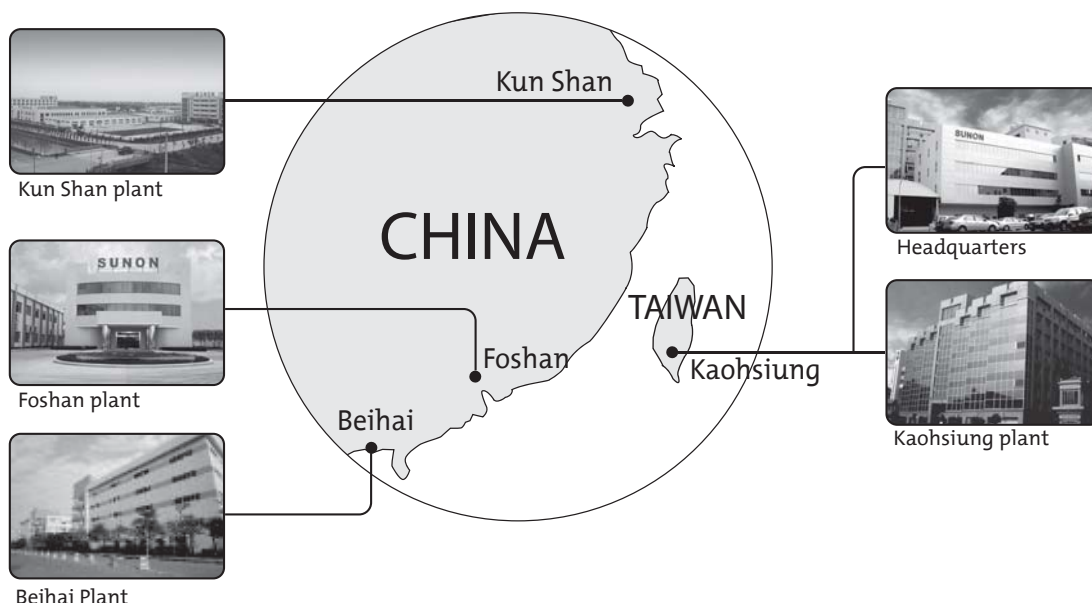 Kun Shan
Kun Shan plant
SUNON
Headquarters
CHINA
SUNON
Foshan plant
TAIWAN
Foshan
Kaohsiung
Beihai
Kaohsiung plant
Beihai Plant